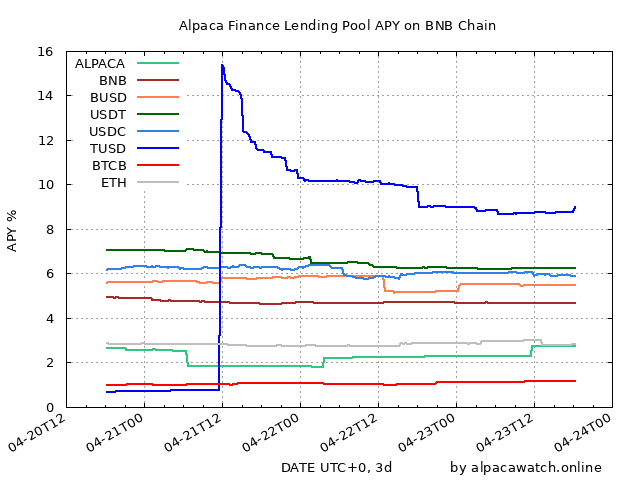 Alpaca Finance Lending Pool APY on BNB Chain
16
14
12
10
8
6
4
2
0
APY %
ALPACA
BNB
BUSD
USDT
USDC
TUSD
BTCB
ETH
04-20T12
04-21T00
04-21T12
04-22T00
04-22T12
04-23T00
04-23T12
04-24T00
DATE UTC+0, 3d
by alpacawatch.online